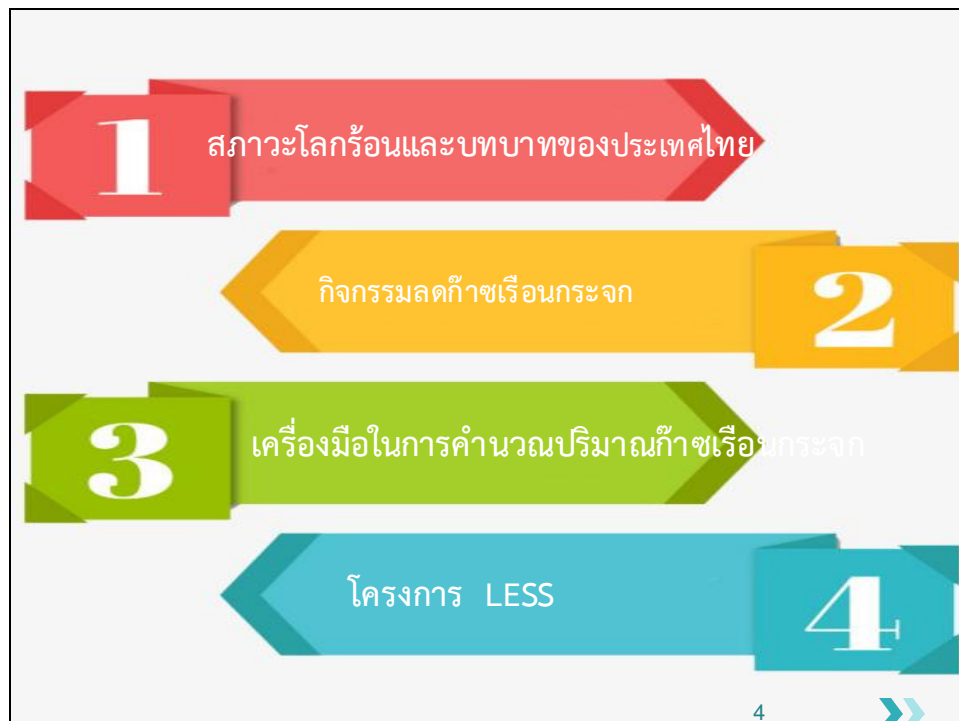 1
สภาวะโลกร้อนและบทบาทของประเทศไทย
กิจกรรมลดก๊าซเรือนกระจก
2
3
เครื่องมือในการคำนวณปริมาณก๊าซเรือนกระจก
โครงการ LESS
4
4